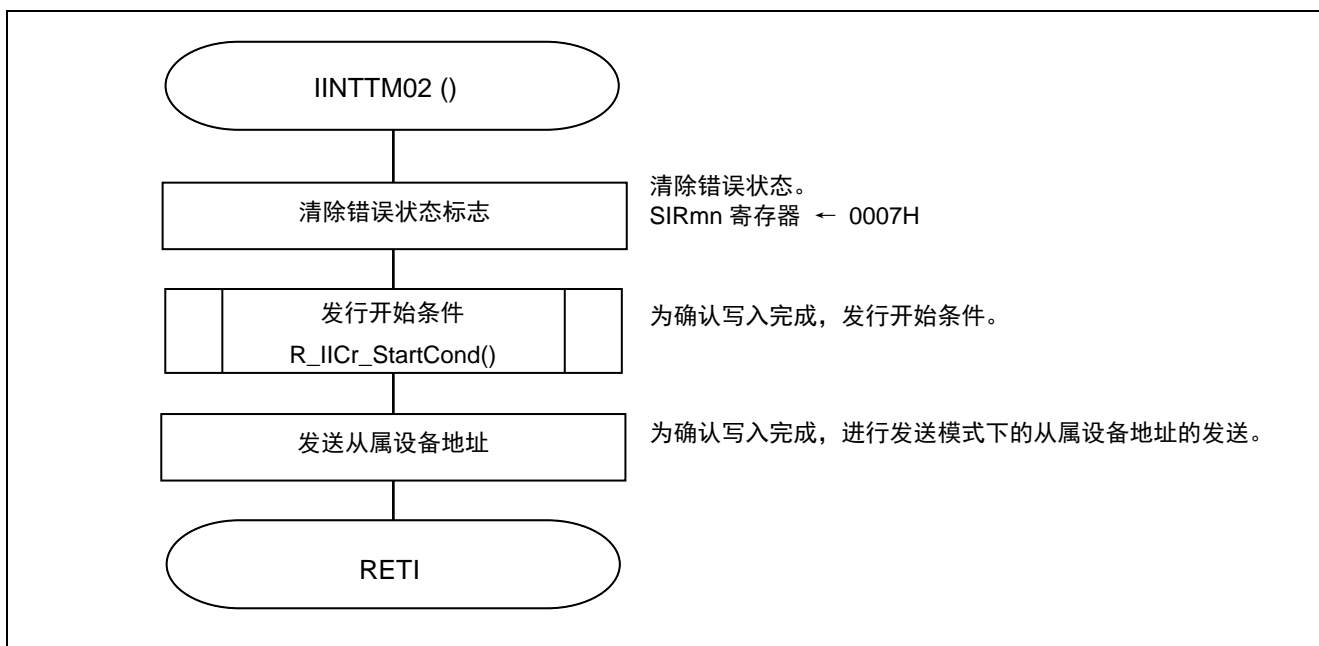 IINTTM02 ()
清除错误状态标志
清除错误状态。
SIRmn 寄存器 ← 0007H
发行开始条件
R_IICr_StartCond()
为确认写入完成，发行开始条件。
发送从属设备地址
为确认写入完成，进行发送模式下的从属设备地址的发送。
RETI